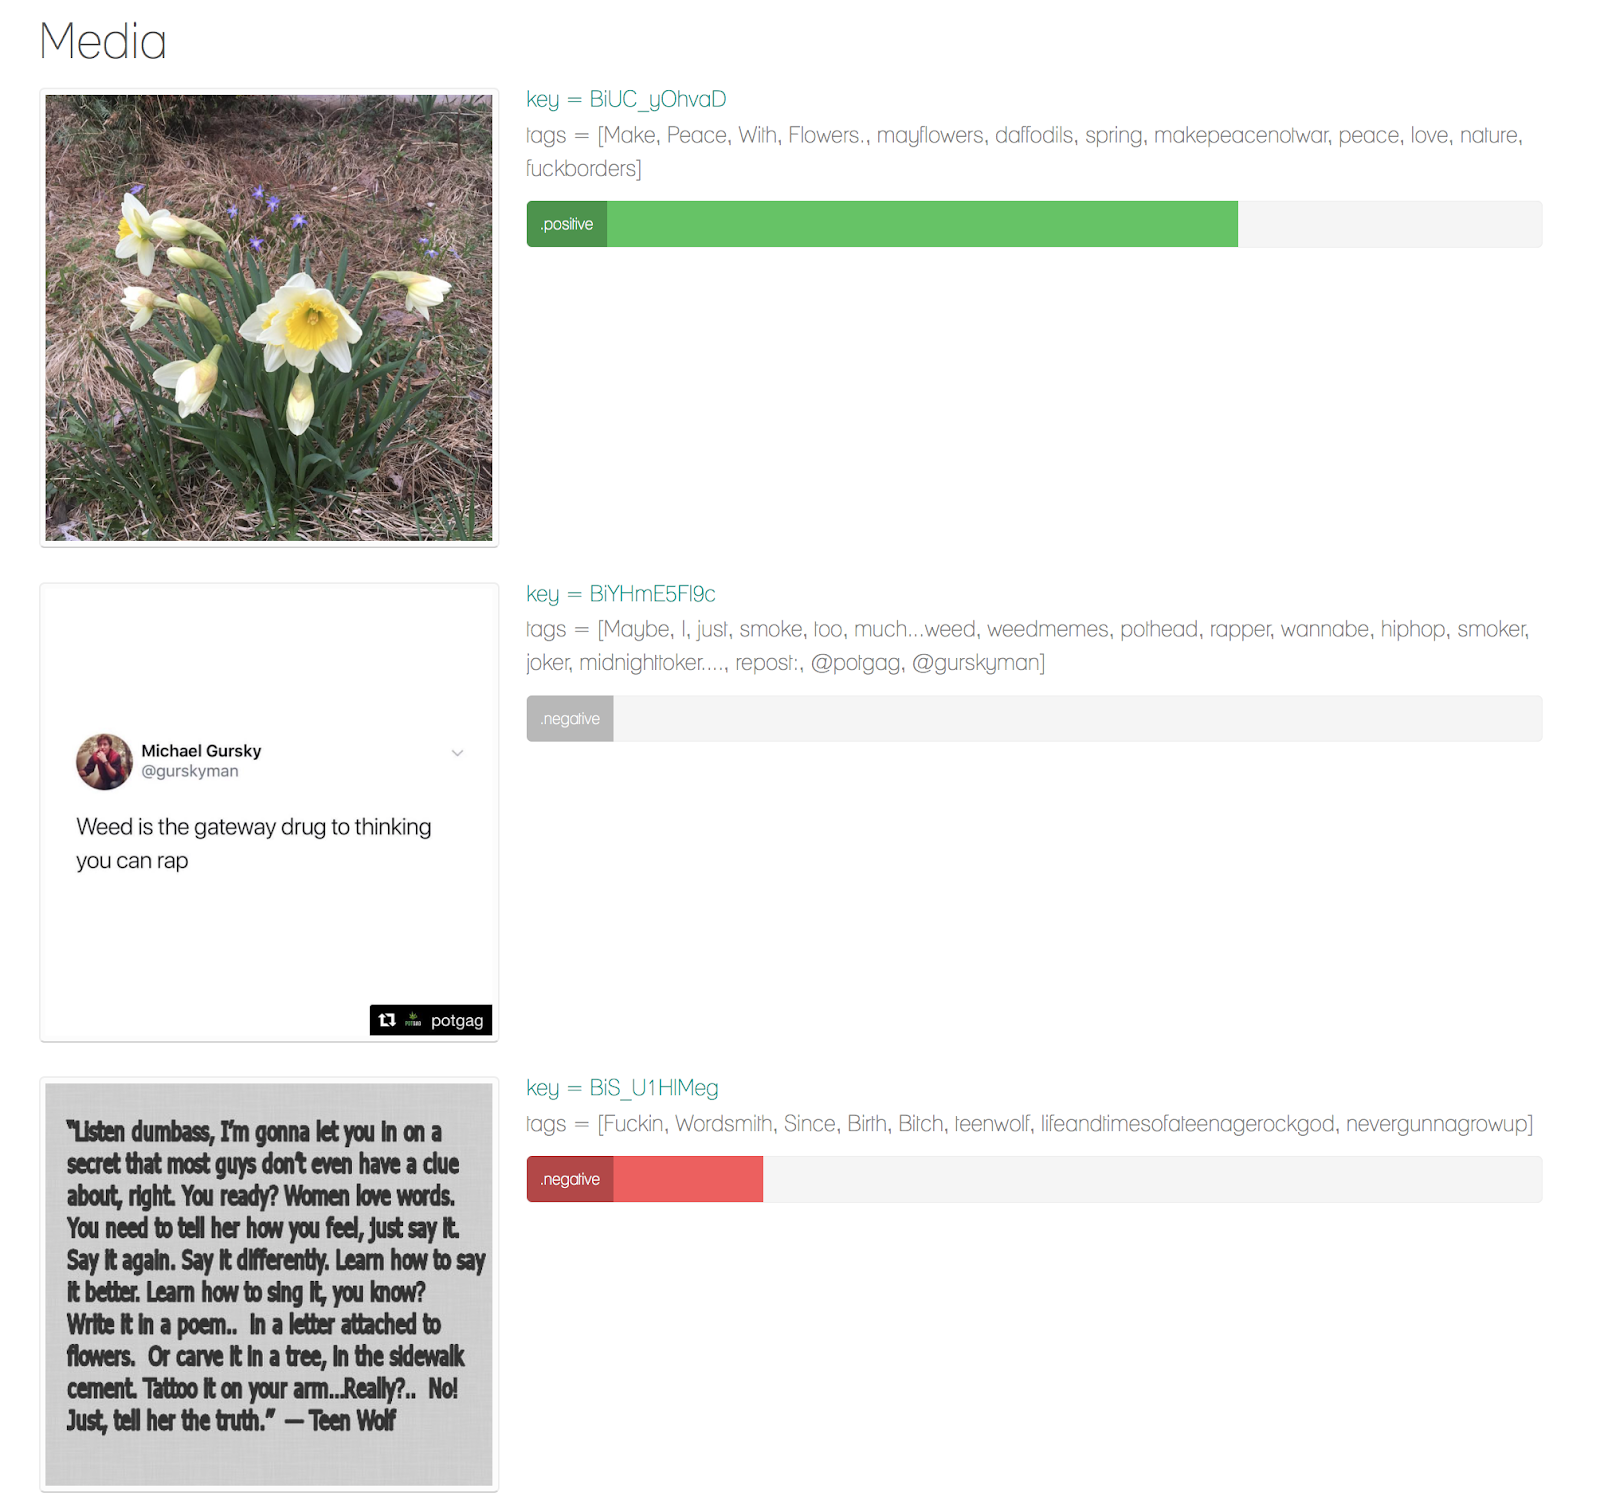 Media
key = BiUC_yOhvaD
tags = [Make, Peace, With, Flowers., mayflowers, daffodils, spring, makepeacenotwar, peace, love, nature,
fuckborders]
.positive
key = BiYHmE5Fl9c
tags = [Maybe, I, just, smoke, too, much...weed, weedmemes, pothead, rapper, wannabe, hiphop, smoker,
joker, midnighttoker...., repost:, @potgag, @gurskyman]
.negative
Michael Gursky
@gurskyman
Weed is the gateway drug to thinking
you can rap
potgag
key = BiS_U1HlMeg
tags = [Fuckin, Wordsmith, Since, Birth, Bitch, teenwolf, lifeandtimesofateenagerockgod, nevergunnagrowup]
.negative
"Listen dumbass, I'm gonna let you in on a
secret that most guys don't even have a clue
about, right. You ready? Women love words.
You need to tell her how you feel, just say it.
Say it again. Say it differently. Learn how to say
it better. Learn how to sing it, you know?
Write it in a poem.. In a letter attached to
flowers. Or carve it in a tree, in the sidewalk
cement. Tattoo it on your arm...Really?.. No!
Just, tell her the truth." — Teen Wolf